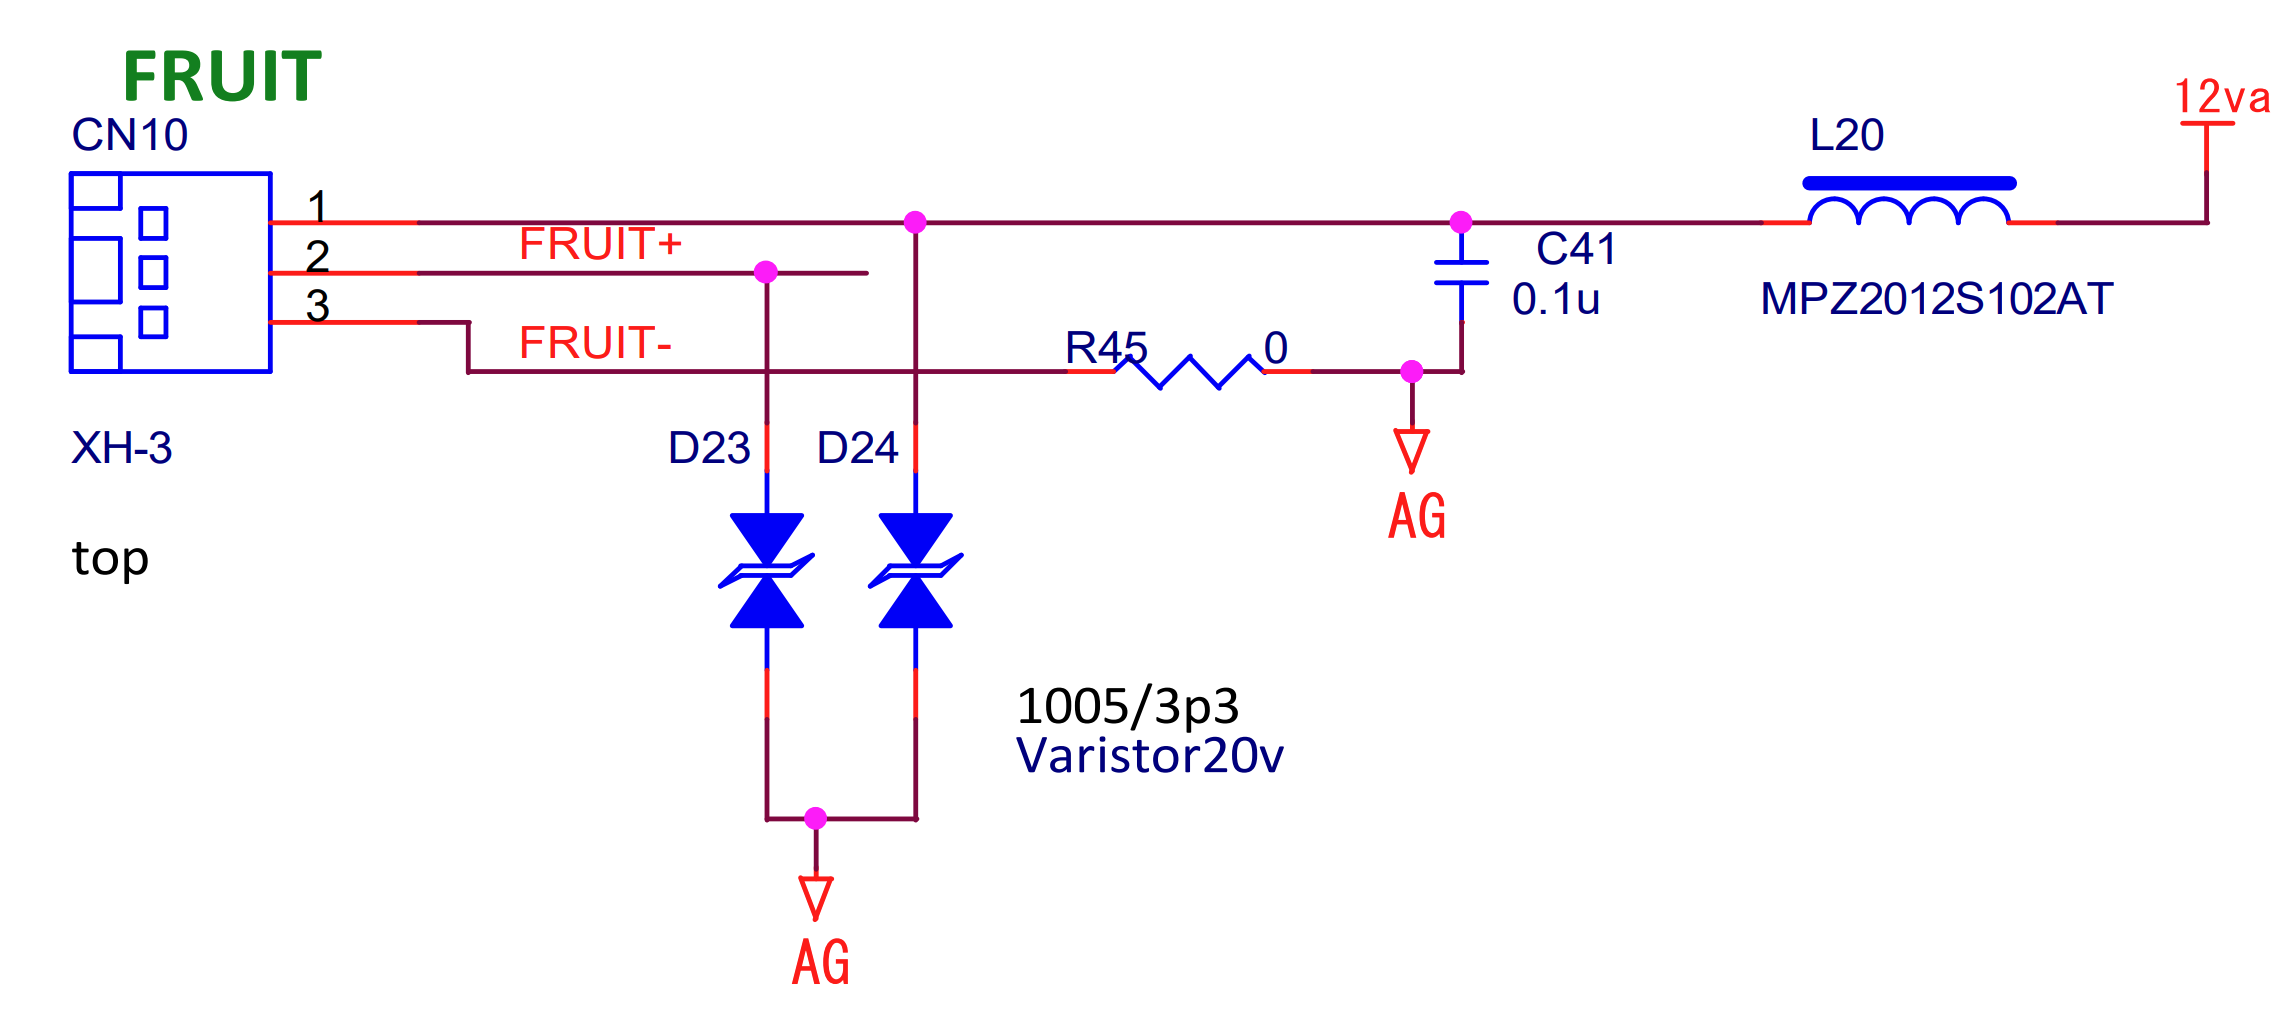 FRUIT
CN10
12va
L20
1
2
3
FRUIT+
FRUIT-
C41
0.1u
MPZ2012S102AT
R45
0
XH-3
D23
D24
AG
top
1005/3p3
Varistor20v
AG